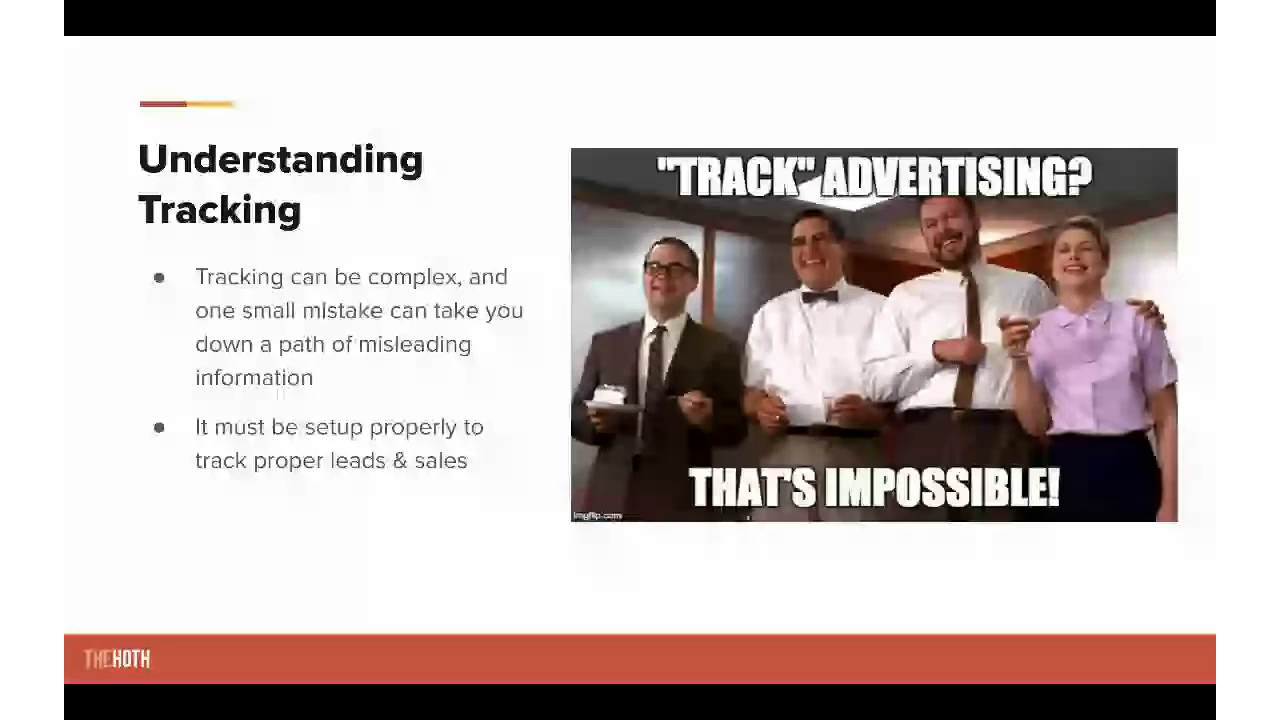 Understanding
Tracking
● Tracking can be complex, and
one small mistake can take you
down a path of misleading
information
● It must be setup properly to
track proper leads & sales
"TRACK" ADVERTISING?
THAT'S IMPOSSIBLE!
imgflip.com
THEHOTH